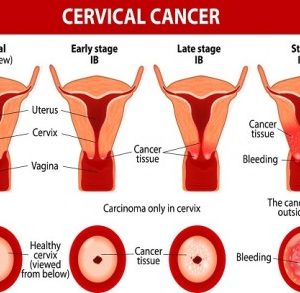 CERVICAL CANCER
Early stage
IB
Late stage
IB
Uterus
Cervix
Vagina
Cancer
tissue
Cancer
tissue
Bleeding
Carcinoma only in cervix
The can
outsid
Healthy
cervix
(viewed
from below)
Cancer
tissue
Bleeding